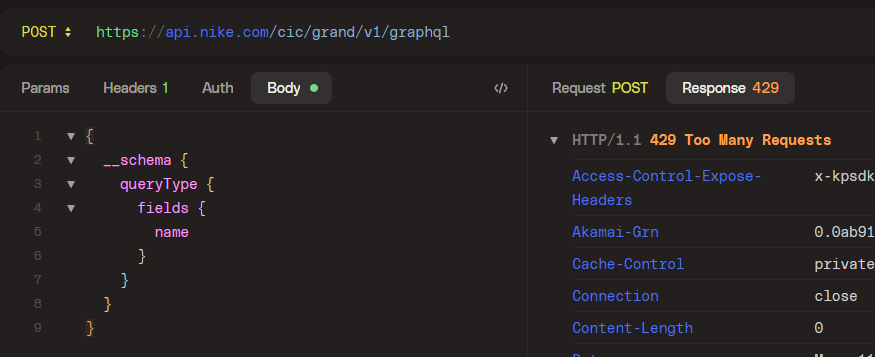 POST https://api.nike.com/cic/grand/v1/graphql
Params Headers 1 Auth Body </>
Request POST Response 429
1 {
2 __schema {
3 queryType {
4 fields {
5 name
6 }
7 }
8 }
9 }
HTTP/1.1 429 Too Many Requests
Access-Control-Expose-Headers x-kpsdk
Akamai-Grn 0.0ab91
Cache-Control private
Connection close
Content-Length 0